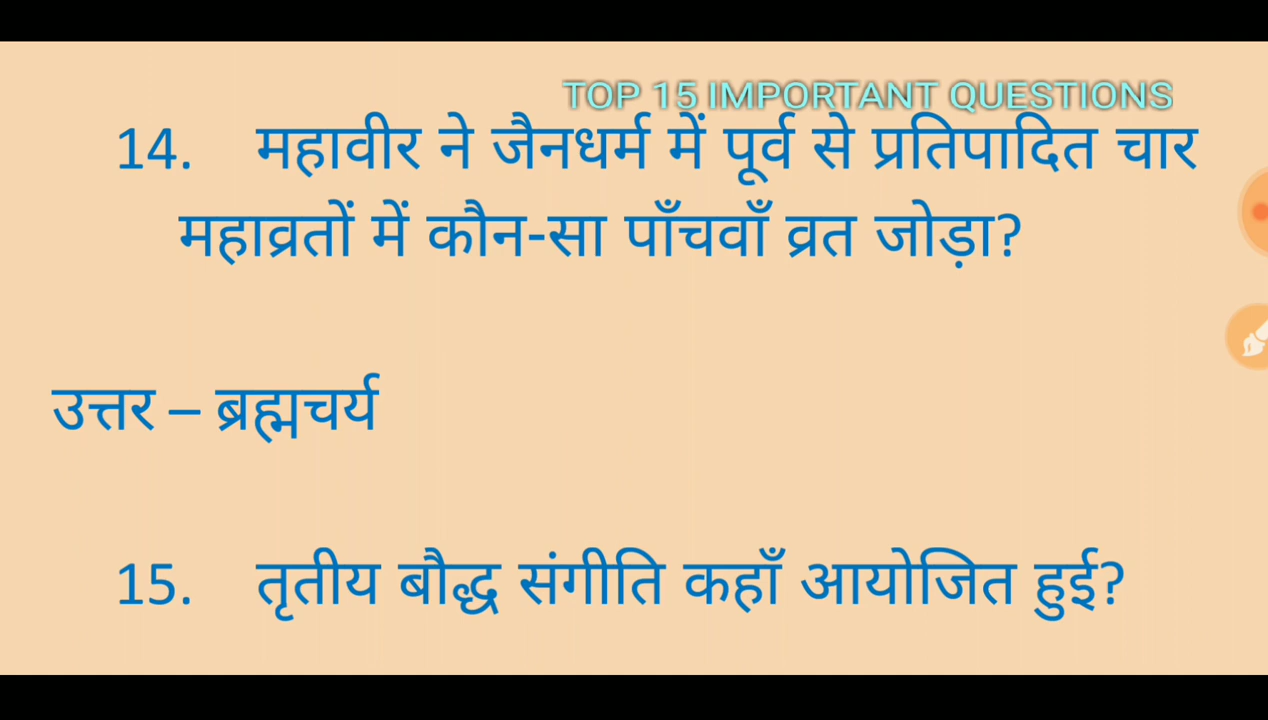 TOP 15 IMPORTANT QUESTIONS
14. महावीर ने जैनधर्म में पूर्व से प्रतिपादित चार
महाव्रतों में कौन-सा पाँचवाँ व्रत जोड़ा?
उत्तर – ब्रह्मचर्य
15. तृतीय बौद्ध संगीति कहाँ आयोजित हुई?